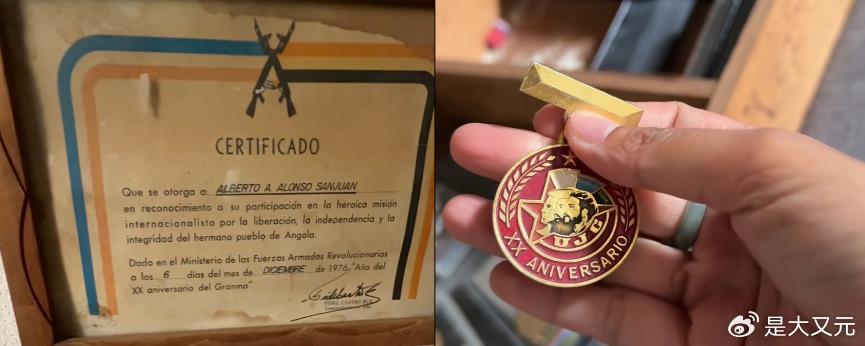 CERTIFICADO
Que se otorga a: ALBERTO A. ALONSO SANJUAN
en reconocimiento a su participación en la heroica misión
internacionalista por la liberación, la independencia y la
integridad del hermano pueblo de Angola.
Dado en el Ministerio de las Fuerzas Armadas Revolucionarias
a los 6 días del mes de DICIEMBRE de 1976 "Año del
XX aniversario del Granma"
FIDEL CASTRO RUZ
UJC
XX ANIVERSARIO
@是大又元